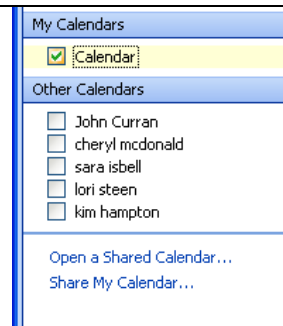 My Calendars
Calendar
Other Calendars
John Curran
cheryl mcdonald
sara isbell
lori steen
kim hampton
Open a Shared Calendar...
Share My Calendar...